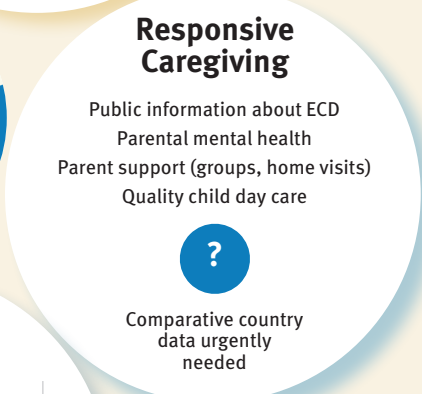 Responsive
Caregiving
Public information about ECD
Parental mental health
Parent support (groups, home visits)
Quality child day care
?
Comparative country
data urgently
needed